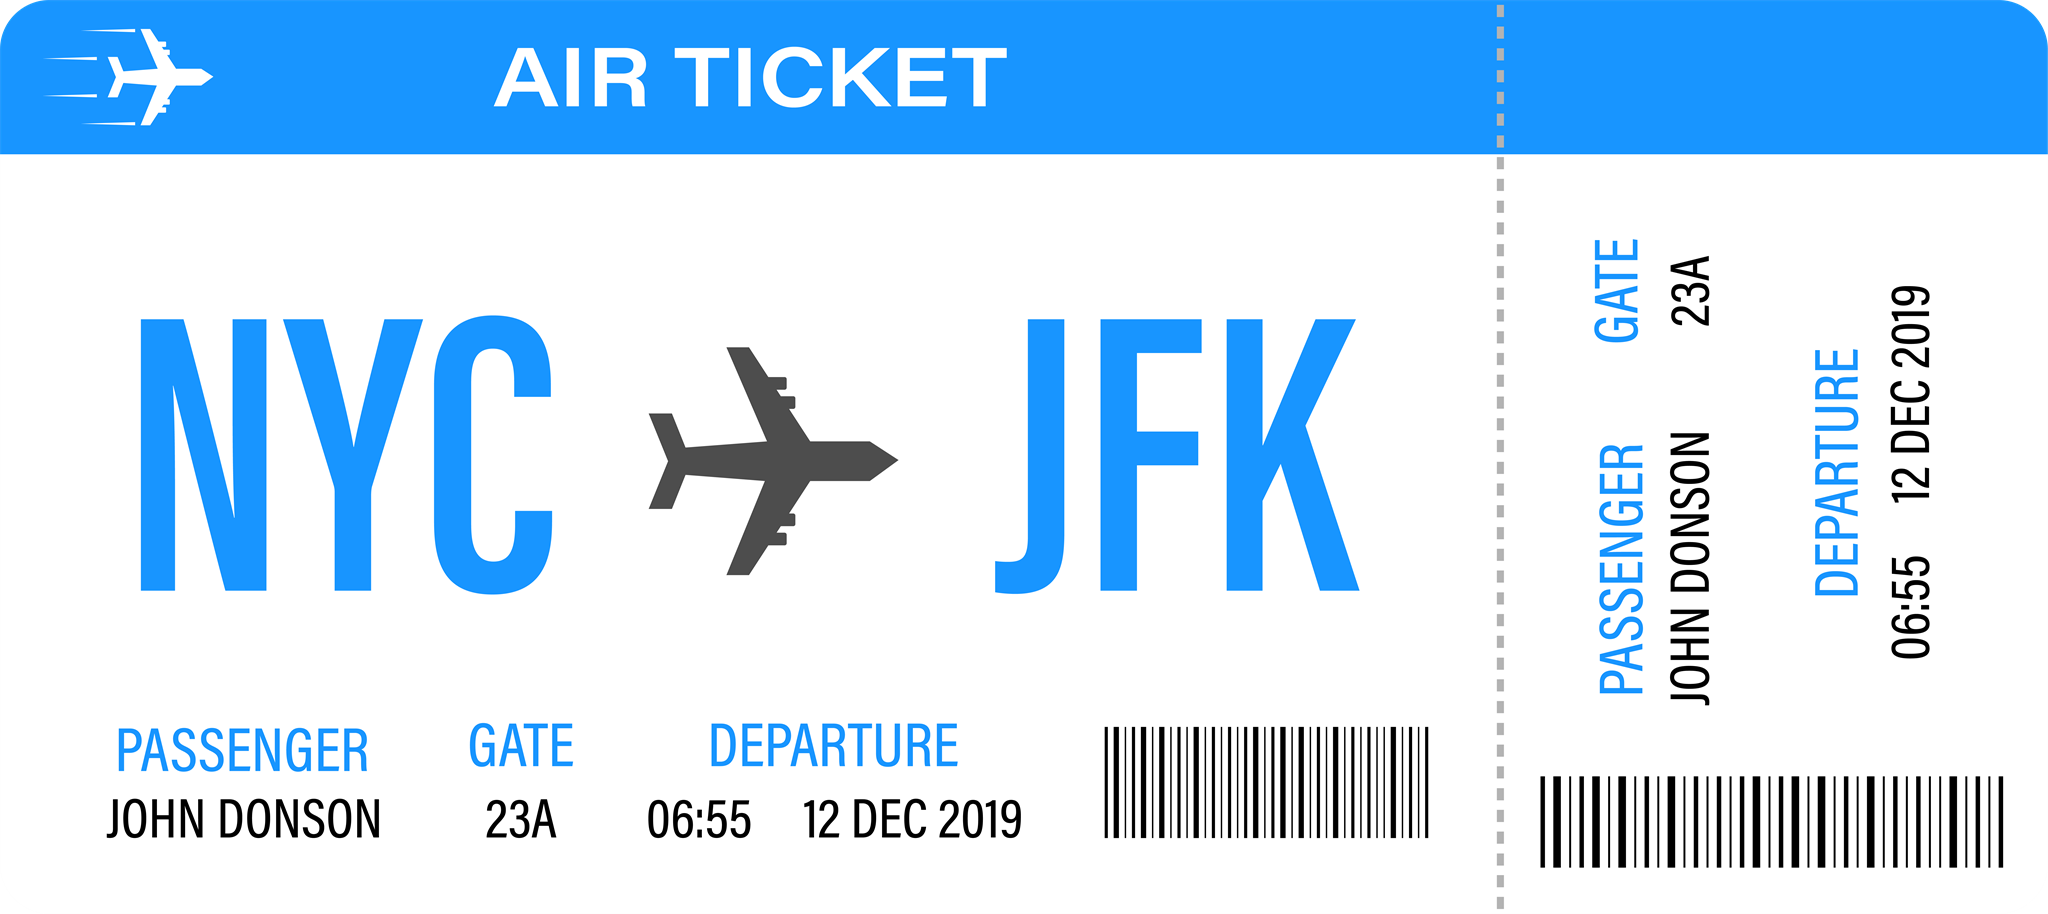 AIR TICKET
NYC JFK
PASSENGER GATE DEPARTURE
JOHN DONSON 23A 06:55 12 DEC 2019
PASSENGER GATE
JOHN DONSON 23A
DEPARTURE
06:55 12 DEC 2019